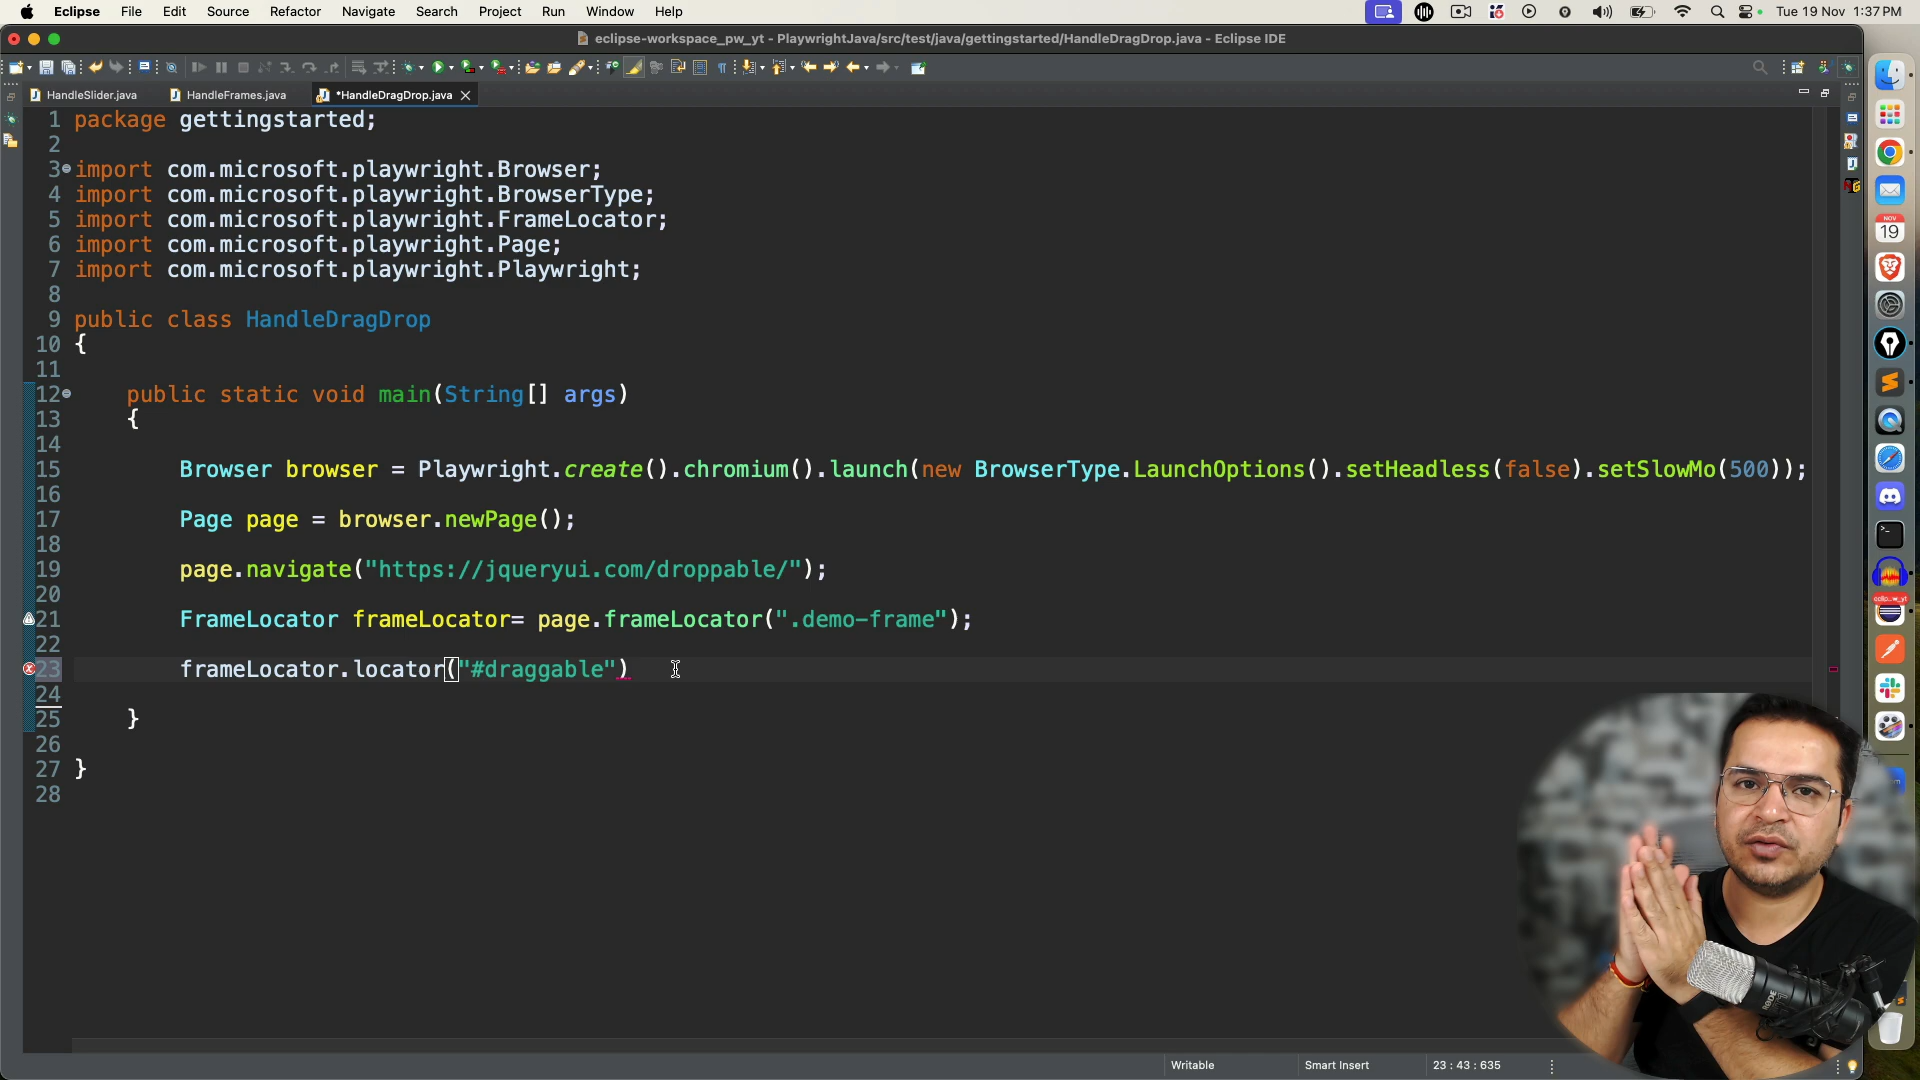 Eclipse File Edit Source Refactor Navigate Search Project Run Window Help Tue 19 Nov 1:37 PM
eclipse-workspace_pw_yt - PlaywrightJava/src/test/java/gettingstarted/HandleDragDrop.java - Eclipse IDE
HandleSlider.java HandleFrames.java *HandleDragDrop.java
1 package gettingstarted;
2
3 import com.microsoft.playwright.Browser;
4 import com.microsoft.playwright.BrowserType;
5 import com.microsoft.playwright.FrameLocator;
6 import com.microsoft.playwright.Page;
7 import com.microsoft.playwright.Playwright;
8
9 public class HandleDragDrop
10 {
11
12 public static void main(String[] args)
13 {
14
15 Browser browser = Playwright.create().chromium().launch(new BrowserType.LaunchOptions().setHeadless(false).setSlowMo(500));
16
17 Page page = browser.newPage();
18
19 page.navigate("https://jqueryui.com/droppable/");
20
21 FrameLocator frameLocator= page.frameLocator(".demo-frame");
22
23 frameLocator.locator("#draggable")
24
25 }
26
27 }
28
NOV
19
RODE
Writable Smart Insert 23 : 43 : 635